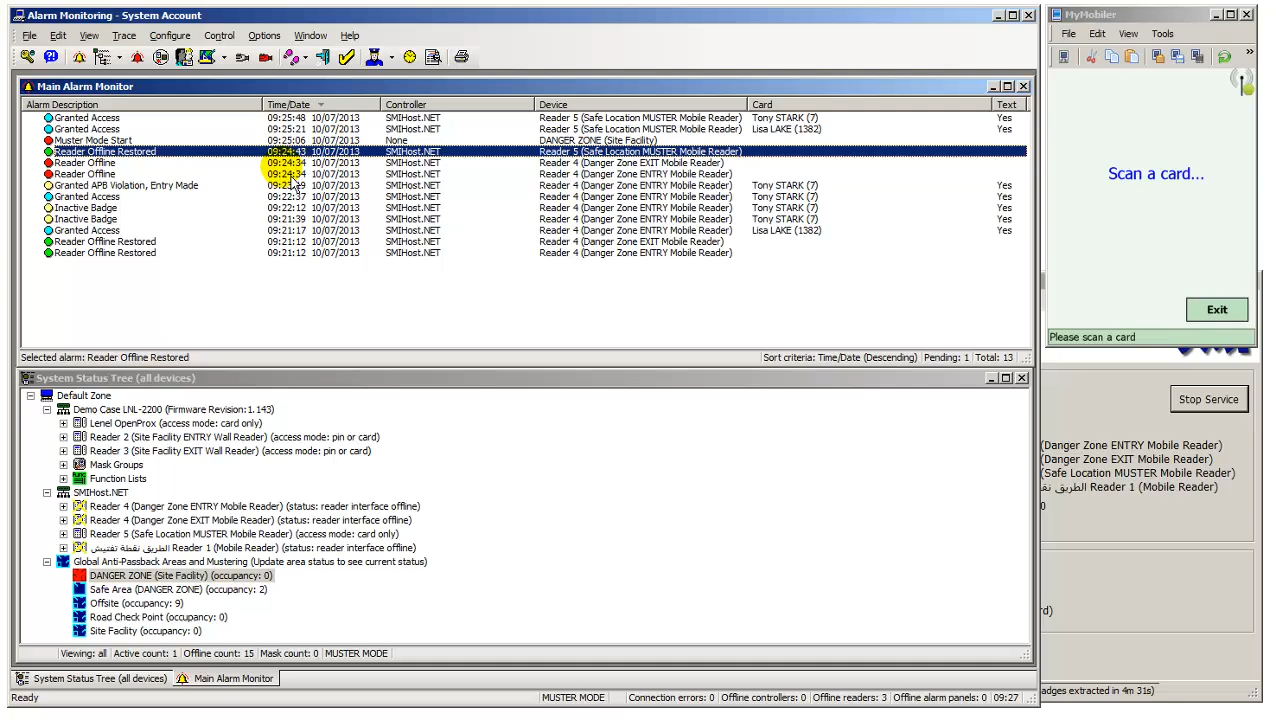 Alarm Monitoring - System Account
File Edit View Trace Configure Control Options Window Help
Main Alarm Monitor
Alarm Description Time/Date Controller Device Card Text
Granted Access 09:25:48 10/07/2013 SMIHost.NET Reader 5 (Safe Location MUSTER Mobile Reader) Tony STARK (7) Yes
Granted Access 09:25:21 10/07/2013 SMIHost.NET Reader 5 (Safe Location MUSTER Mobile Reader) Lisa LAKE (1382) Yes
Muster Mode Start 09:25:06 10/07/2013 None DANGER ZONE (Site Facility)
Reader Offline Restored 09:24:43 10/07/2013 SMIHost.NET Reader 5 (Safe Location MUSTER Mobile Reader)
Reader Offline 09:24:34 10/07/2013 SMIHost.NET Reader 4 (Danger Zone EXIT Mobile Reader)
Reader Offline 09:24:34 10/07/2013 SMIHost.NET Reader 4 (Danger Zone ENTRY Mobile Reader)
Granted APB Violation, Entry Made 10/07/2013 SMIHost.NET Reader 4 (Danger Zone ENTRY Mobile Reader) Tony STARK (7) Yes
Granted Access 09:22:37 10/07/2013 SMIHost.NET Reader 4 (Danger Zone ENTRY Mobile Reader) Tony STARK (7) Yes
Inactive Badge 09:22:12 10/07/2013 SMIHost.NET Reader 4 (Danger Zone ENTRY Mobile Reader) Tony STARK (7) Yes
Inactive Badge 09:21:39 10/07/2013 SMIHost.NET Reader 4 (Danger Zone ENTRY Mobile Reader) Tony STARK (7) Yes
Granted Access 09:21:17 10/07/2013 SMIHost.NET Reader 4 (Danger Zone ENTRY Mobile Reader) Lisa LAKE (1382) Yes
Reader Offline Restored 09:21:12 10/07/2013 SMIHost.NET Reader 4 (Danger Zone EXIT Mobile Reader)
Reader Offline Restored 09:21:12 10/07/2013 SMIHost.NET Reader 4 (Danger Zone ENTRY Mobile Reader)
Selected alarm: Reader Offline Restored Sort criteria: Time/Date (Descending) Pending: 1 Total: 13
System Status Tree (all devices)
Default Zone
Demo Case LNL-2200 (Firmware Revision:1.143)
Lenel OpenProx (access mode: card only)
Reader 2 (Site Facility ENTRY Wall Reader) (access mode: pin or card)
Reader 3 (Site Facility EXIT Wall Reader) (access mode: pin or card)
Mask Groups
Function Lists
SMIHost.NET
Reader 4 (Danger Zone ENTRY Mobile Reader) (status: reader interface offline)
Reader 4 (Danger Zone EXIT Mobile Reader) (status: reader interface offline)
Reader 5 (Safe Location MUSTER Mobile Reader) (access mode: card only)
الطريق نقطة تفتيش Reader 1 (Mobile Reader) (status: reader interface offline)
Global Anti-Passback Areas and Mustering (Update area status to see current status)
DANGER ZONE (Site Facility) (occupancy: 0)
Safe Area (DANGER ZONE) (occupancy: 2)
Offsite (occupancy: 9)
Road Check Point (occupancy: 0)
Site Facility (occupancy: 0)
Viewing: all Active count: 1 Offline count: 15 Mask count: 0 MUSTER MODE
System Status Tree (all devices) Main Alarm Monitor
Ready MUSTER MODE Connection errors: 0 Offline controllers: 0 Offline readers: 3 Offline alarm panels: 0 09:27
MyMobiler
File Edit View Tools
Scan a card...
Exit
Please scan a card
Stop Service
(Danger Zone ENTRY Mobile Reader)
(Danger Zone EXIT Mobile Reader)
(Safe Location MUSTER Mobile Reader)
الطريق Reader 1 (Mobile Reader)
0
rd)
adges extracted in 4m 31s)